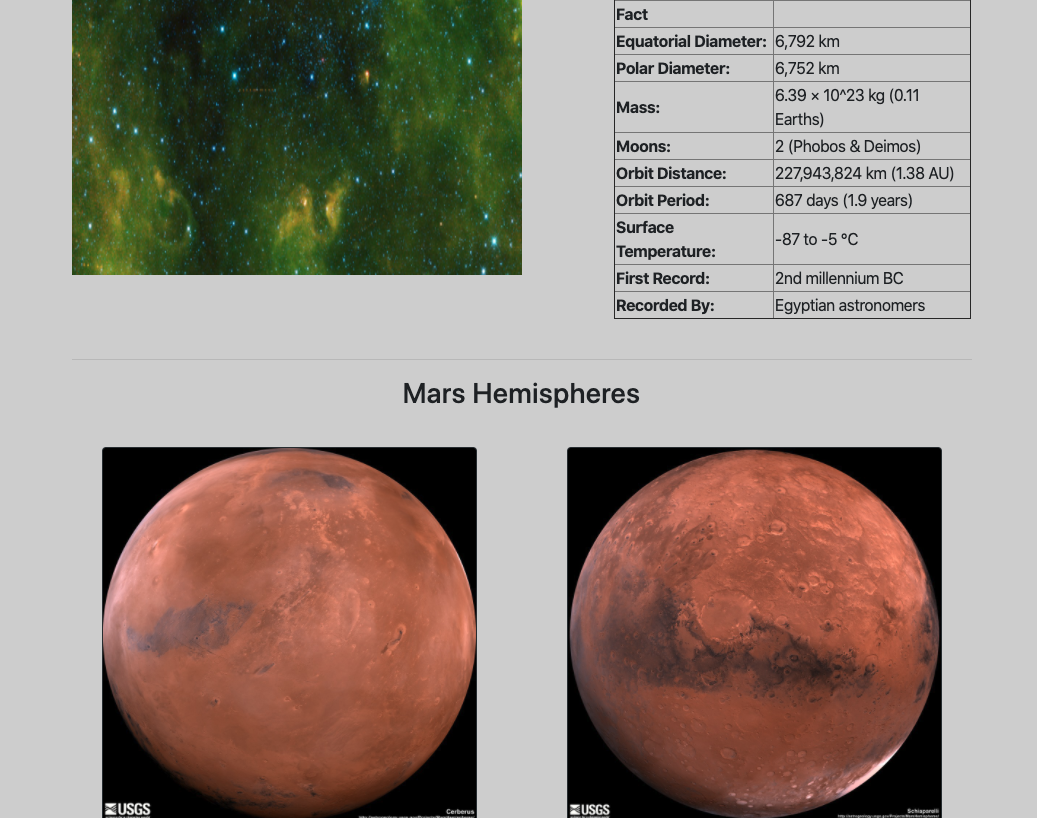 Fact
Equatorial Diameter: 6,792 km
Polar Diameter: 6,752 km
Mass: 6.39 × 10^23 kg (0.11
Earths)
Moons: 2 (Phobos & Deimos)
Orbit Distance: 227,943,824 km (1.38 AU)
Orbit Period: 687 days (1.9 years)
Surface
Temperature: -87 to -5 °C
First Record: 2nd millennium BC
Recorded By: Egyptian astronomers
Mars Hemispheres
USGS
Cerberus
USGS
Schiaparelli